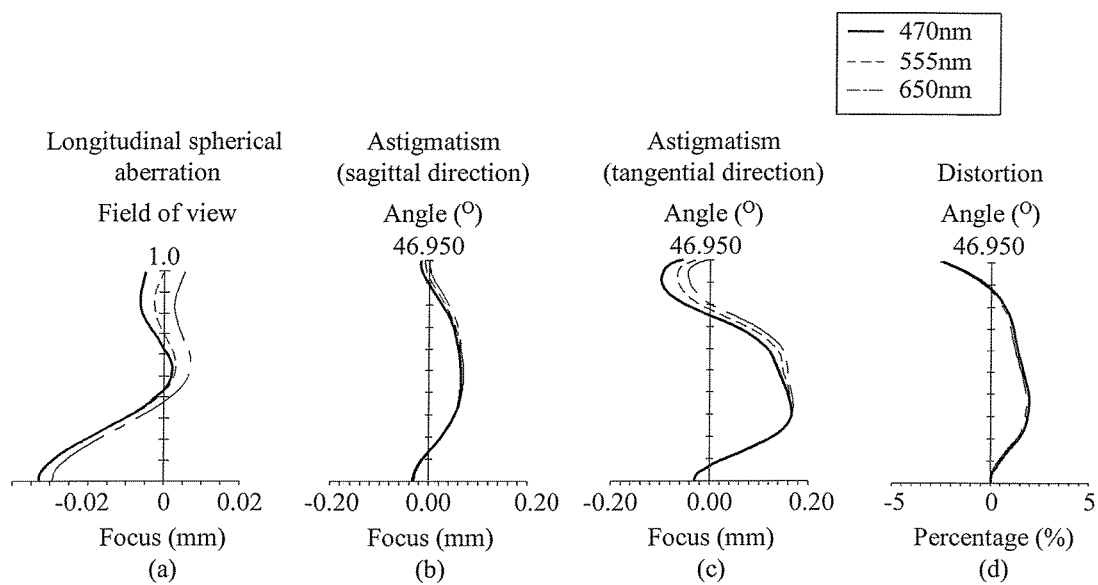 470nm
555nm
650nm
Longitudinal spherical
aberration
Field of view
1.0
-0.02 0 0.02
Focus (mm)
(a)
Astigmatism
(sagittal direction)
Angle (O)
46.950
-0.20 0.00 0.20
Focus (mm)
(b)
Astigmatism
(tangential direction)
Angle (O)
46.950
-0.20 0.00 0.20
Focus (mm)
(c)
Distortion
Angle (O)
46.950
-5 0 5
Percentage (%)
(d)